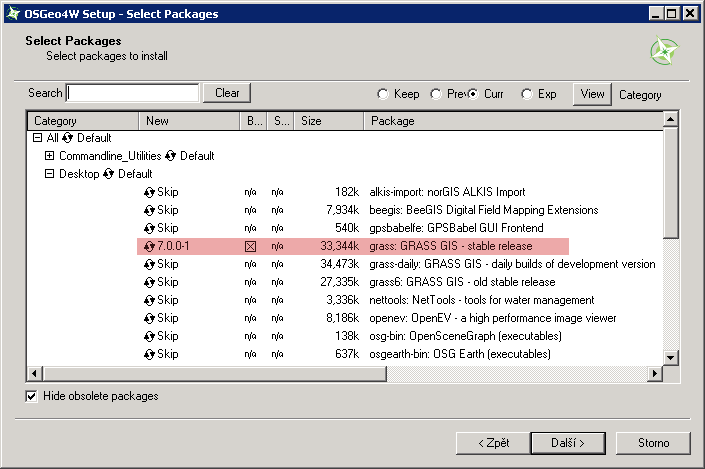 OSGeo4W Setup - Select Packages
Select Packages
Select packages to install
Search Clear Keep Prev Curr Exp View Category
Category New B... S... Size Package
All Default
Commandline_Utilities Default
Desktop Default
Skip n/a n/a 182k alkis-import: norGIS ALKIS Import
Skip n/a n/a 7,934k beegis: BeeGIS Digital Field Mapping Extensions
Skip n/a n/a 540k gpsbabelfe: GPSBabel GUI Frontend
7.0.0-1 n/a 33,344k grass: GRASS GIS - stable release
Skip n/a n/a 34,473k grass-daily: GRASS GIS - daily builds of development version
Skip n/a n/a 27,335k grass6: GRASS GIS - old stable release
Skip n/a n/a 3,336k nettools: NetTools - tools for water management
Skip n/a n/a 8,186k openev: OpenEV - a high performance image viewer
Skip n/a n/a 138k osg-bin: OpenSceneGraph (executables)
Skip n/a n/a 637k osgearth-bin: OSG Earth (executables)
Hide obsolete packages
< Zpět Další > Storno